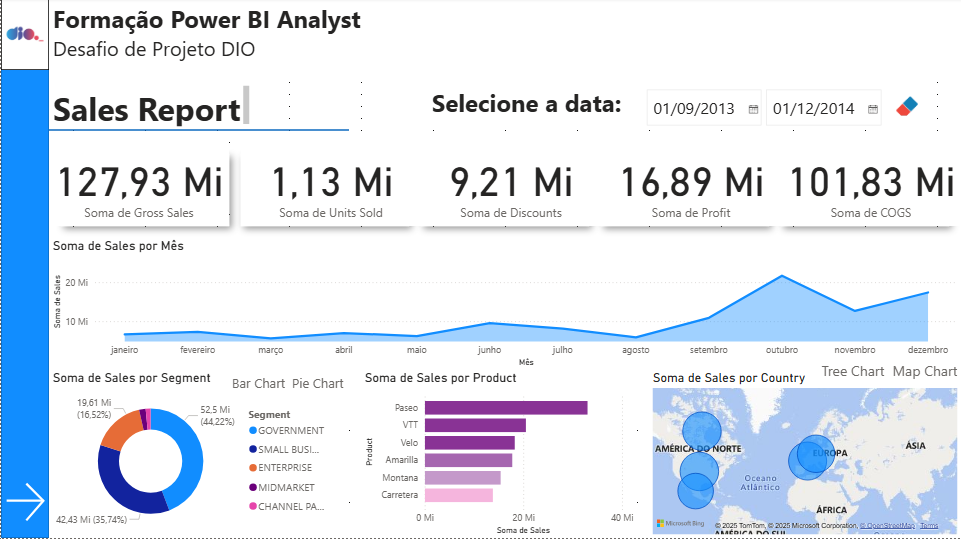 dio.
Formação Power BI Analyst
Desafio de Projeto DIO
Sales Report
Selecione a data:
01/09/2013
01/12/2014
127,93 Mi
Soma de Gross Sales
1,13 Mi
Soma de Units Sold
9,21 Mi
Soma de Discounts
16,89 Mi
Soma de Profit
101,83 Mi
Soma de COGS
Soma de Sales por Mês
Soma de Sales
20 Mi
10 Mi
janeiro fevereiro março abril maio junho julho agosto setembro outubro novembro dezembro
Mês
Soma de Sales por Segment
Bar Chart Pie Chart
19,61 Mi
(16,52%)
52,5 Mi
(44,22%)
42,43 Mi (35,74%)
Segment
GOVERNMENT
SMALL BUSI...
ENTERPRISE
MIDMARKET
CHANNEL PA...
Soma de Sales por Product
Product
Paseo
VTT
Velo
Amarilla
Montana
Carretera
0 Mi 20 Mi 40 Mi
Soma de Sales
Soma de Sales por Country
Tree Chart Map Chart
AMÉRICA DO NORTE
EUROPA
ÁSIA
Oceano
Atlântico
ÁFRICA
AMÉRICA DO SUL
Microsoft Bing
© 2025 TomTom, © 2025 Microsoft Corporation, © OpenStreetMap Terms